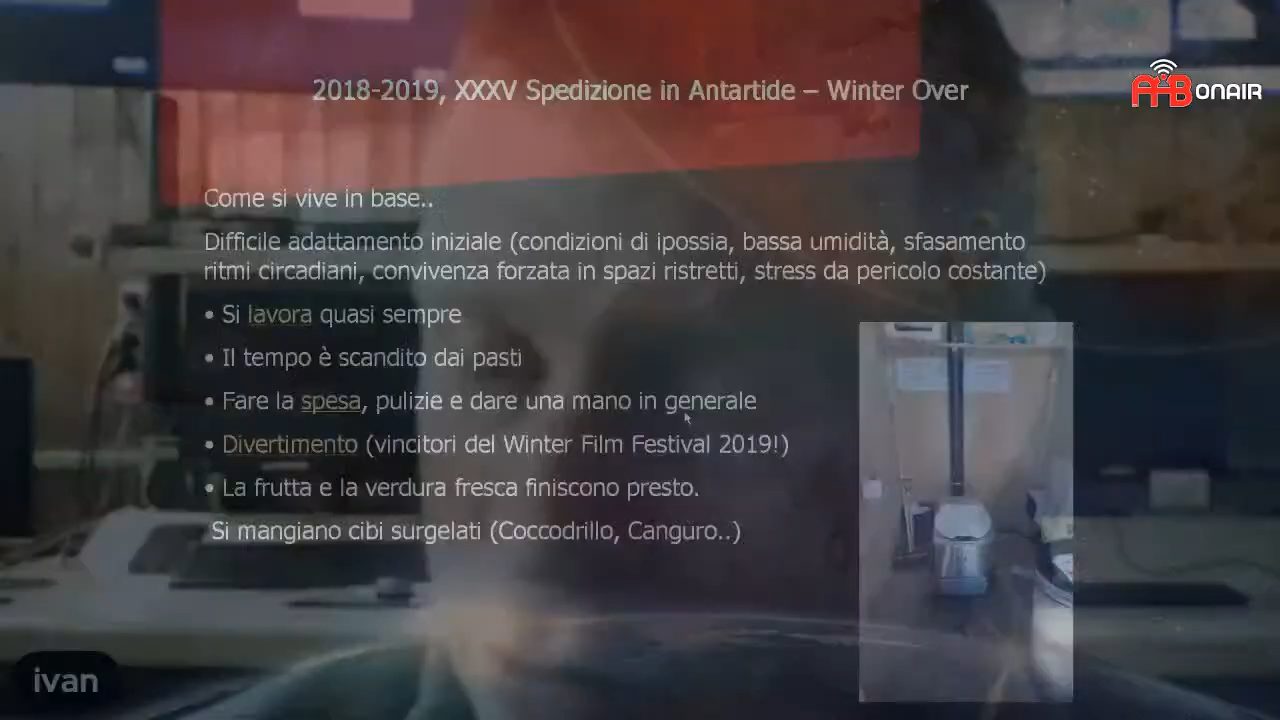 2018-2019, XXXV Spedizione in Antartide – Winter Over
AIB ONAIR
Come si vive in base..
Difficile adattamento iniziale (condizioni di ipossia, bassa umidità, sfasamento
ritmi circadiani, convivenza forzata in spazi ristretti, stress da pericolo costante)
• Si lavora quasi sempre
• Il tempo è scandito dai pasti
• Fare la spesa, pulizie e dare una mano in generale
• Divertimento (vincitori del Winter Film Festival 2019!)
• La frutta e la verdura fresca finiscono presto.
Si mangiano cibi surgelati (Coccodrillo, Canguro..)
ivan